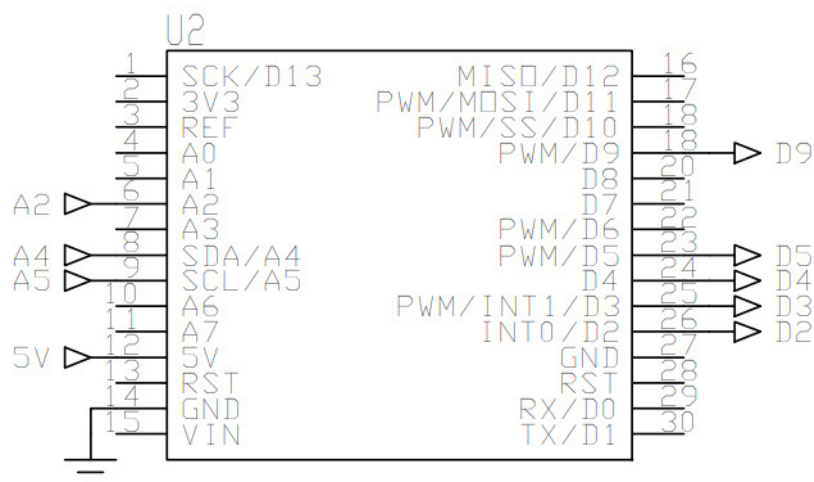 U2
1 SCK/D13 MISO/D12 16
2 3V3 PWM/MOSI/D11 17
3 REF PWM/SS/D10 18
4 A0 PWM/D9 18 D9
5 A1 D8 20
A2 6 A2 D7 21
7 A3 PWM/D6 22
A4 8 SDA/A4 PWM/D5 23 D5
A5 9 SCL/A5 D4 24 D4
10 A6 PWM/INT1/D3 25 D3
11 A7 INT0/D2 26 D2
5V 12 5V GND 27
13 RST RST 28
14 GND RX/D0 29
15 VIN TX/D1 30